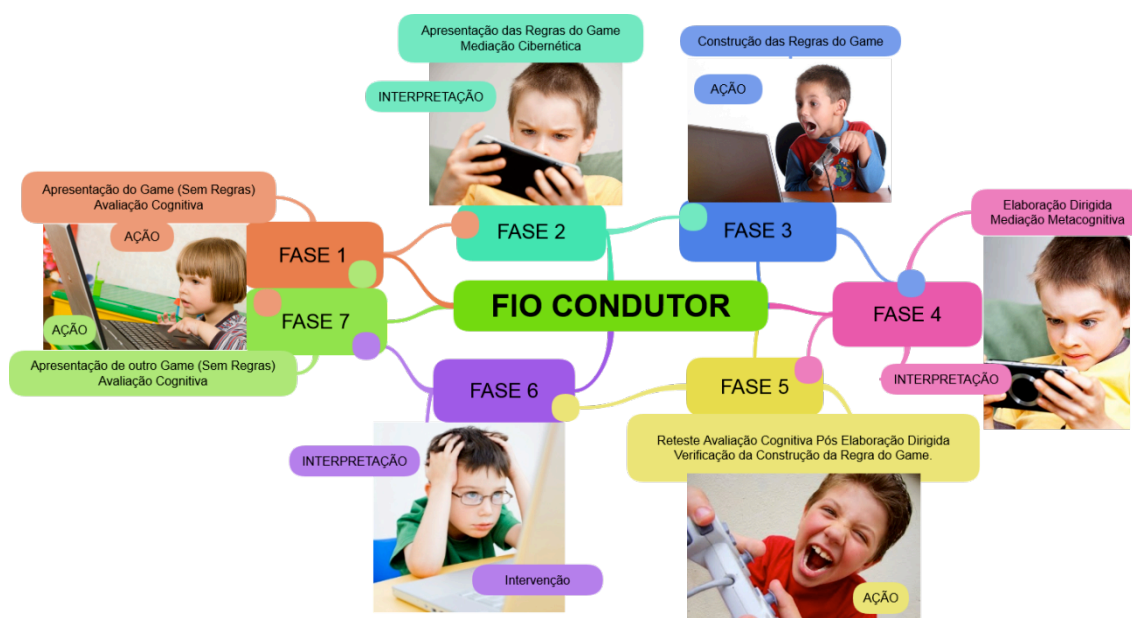 Apresentação das Regras do Game
Mediação Cibernética
INTERPRETAÇÃO
Construção das Regras do Game
AÇÃO
Apresentação do Game (Sem Regras)
Avaliação Cognitiva
AÇÃO
Elaboração Dirigida
Mediação Metacognitiva
FASE 1
FASE 2
FASE 3
FIO CONDUTOR
FASE 4
FASE 7
AÇÃO
Apresentação de outro Game (Sem Regras)
Avaliação Cognitiva
FASE 6
FASE 5
INTERPRETAÇÃO
Reteste Avaliação Cognitiva Pós Elaboração Dirigida
Verificação da Construção da Regra do Game.
INTERPRETAÇÃO
Intervenção
AÇÃO